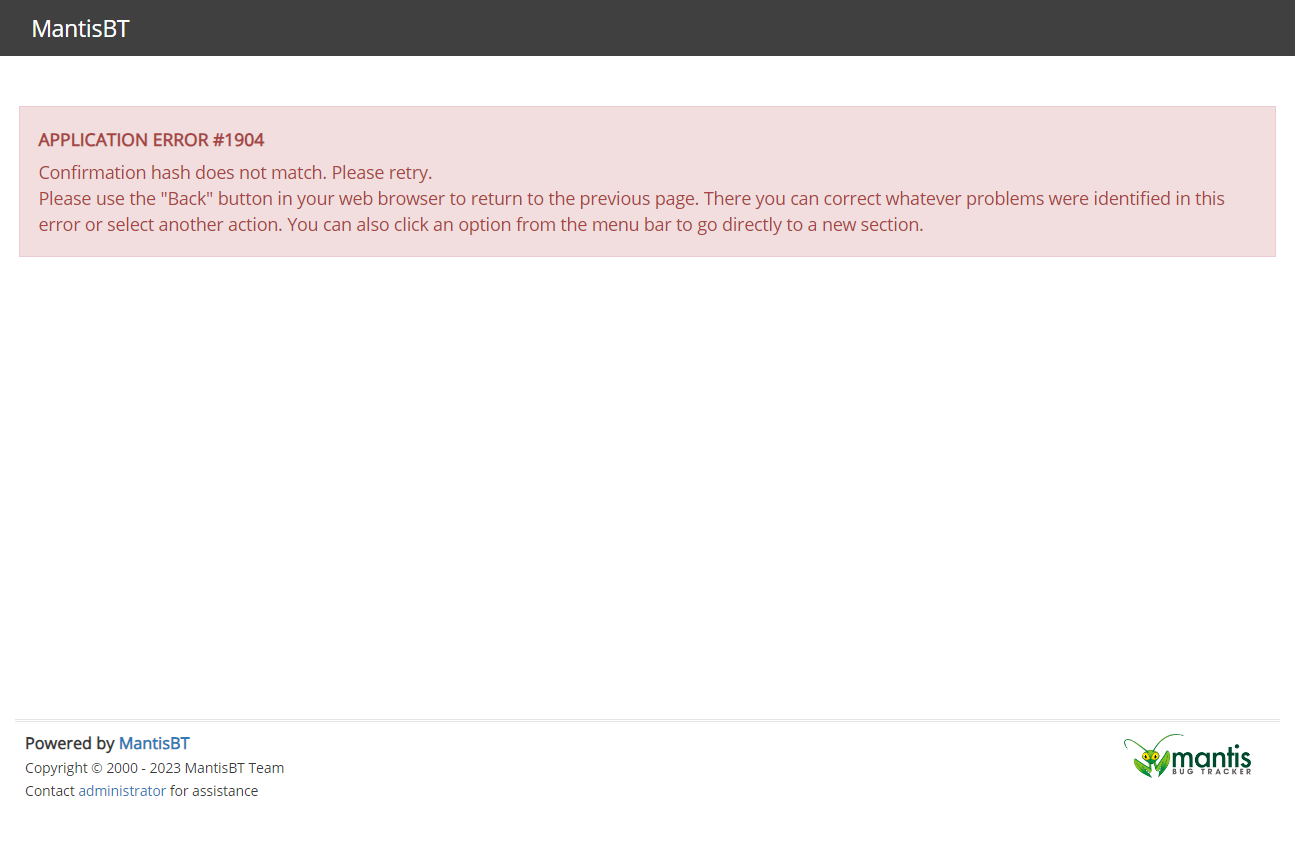 MantisBT
APPLICATION ERROR #1904
Confirmation hash does not match. Please retry.
Please use the "Back" button in your web browser to return to the previous page. There you can correct whatever problems were identified in this
error or select another action. You can also click an option from the menu bar to go directly to a new section.
Powered by MantisBT
Copyright © 2000 - 2023 MantisBT Team
Contact administrator for assistance
mantis
BUG TRACKER